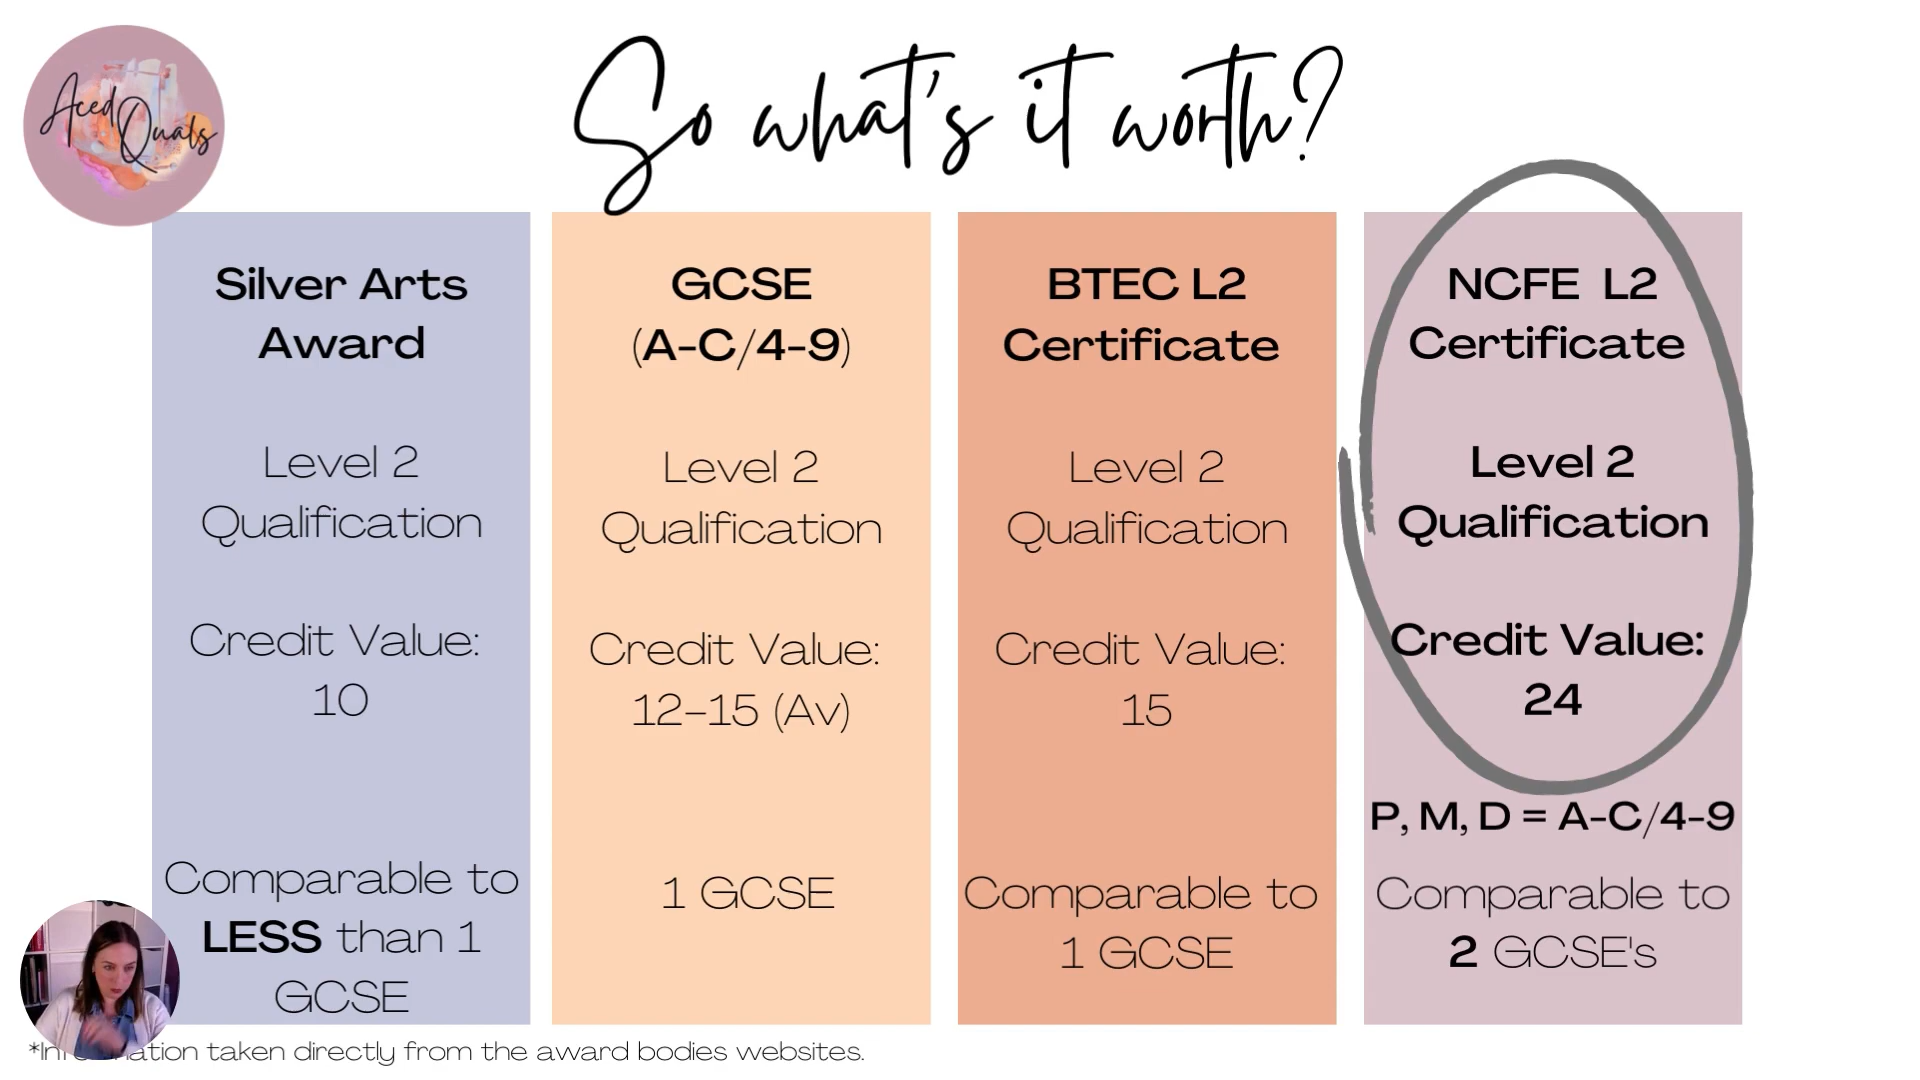 Aced
Quals
So what's it worth?
Silver Arts
Award
Level 2
Qualification
Credit Value:
10
Comparable to
LESS than 1
GCSE
GCSE
(A-C/4-9)
Level 2
Qualification
Credit Value:
12-15 (Av)
1 GCSE
BTEC L2
Certificate
Level 2
Qualification
Credit Value:
15
Comparable to
1 GCSE
NCFE L2
Certificate
Level 2
Qualification
Credit Value:
24
P, M, D = A-C/4-9
Comparable to
2 GCSE's
*Information taken directly from the award bodies websites.